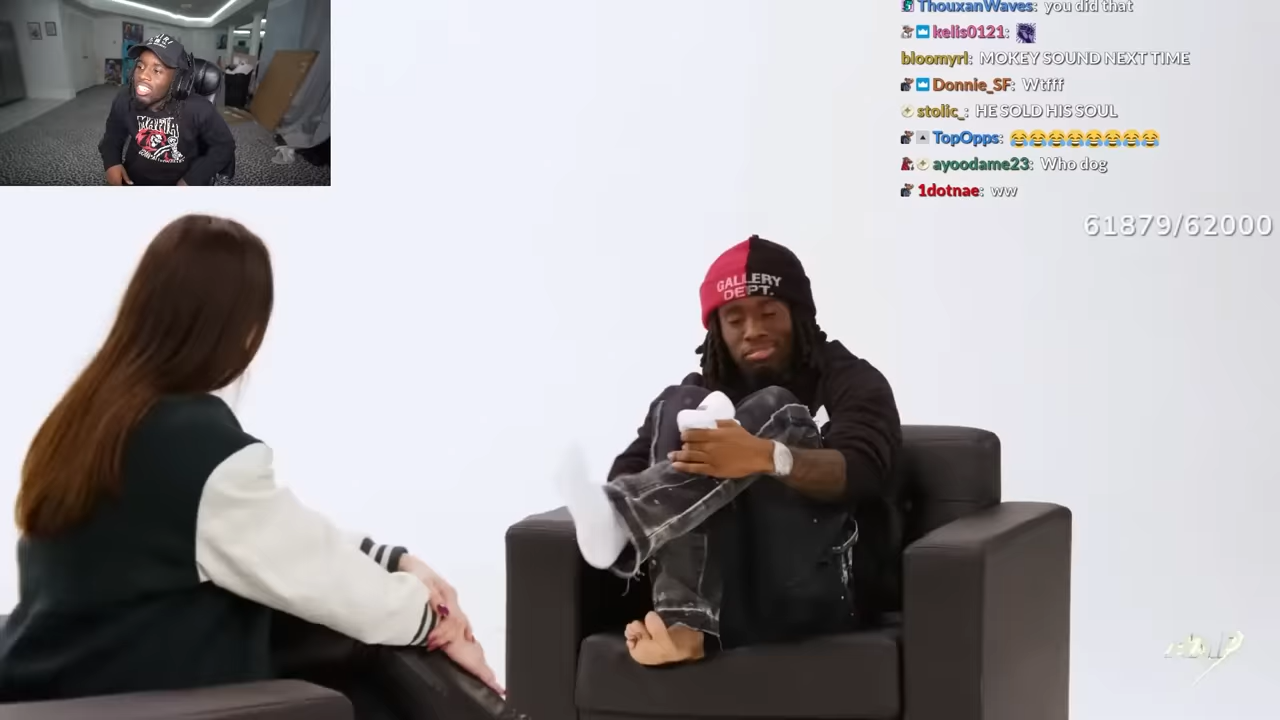 ThouxanWaves: you did that
kelis0121:
bloomyrl: MOKEY SOUND NEXT TIME
Donnie_SF: Wtfff
stolic_: HE SOLD HIS SOUL
TopOpps: 😂😂😂😂😂😂😂😂
ayoodame23: Who dog
1dotnae: ww
61879/62000
GALLERY
DEPT.